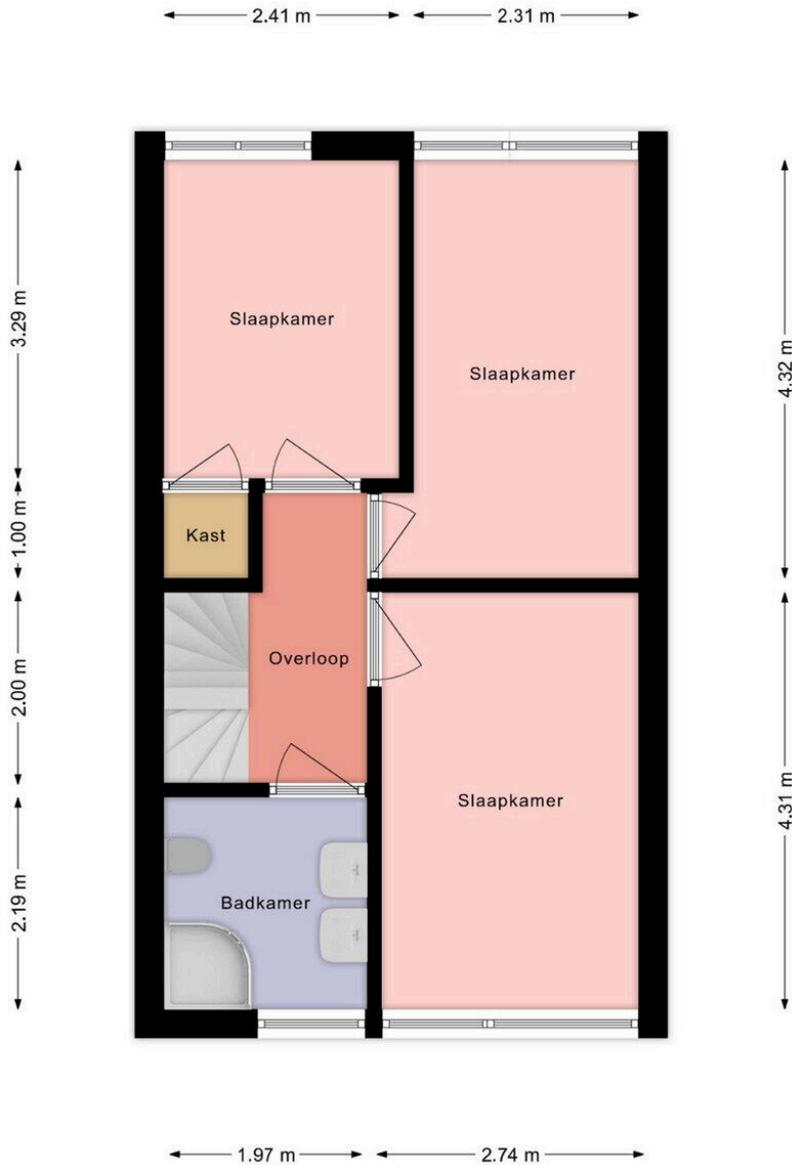 2.41 m
2.31 m
3.29 m
4.32 m
Slaapkamer
Slaapkamer
1.00 m
Kast
2.00 m
Overloop
4.31 m
Slaapkamer
2.19 m
Badkamer
1.97 m
2.74 m